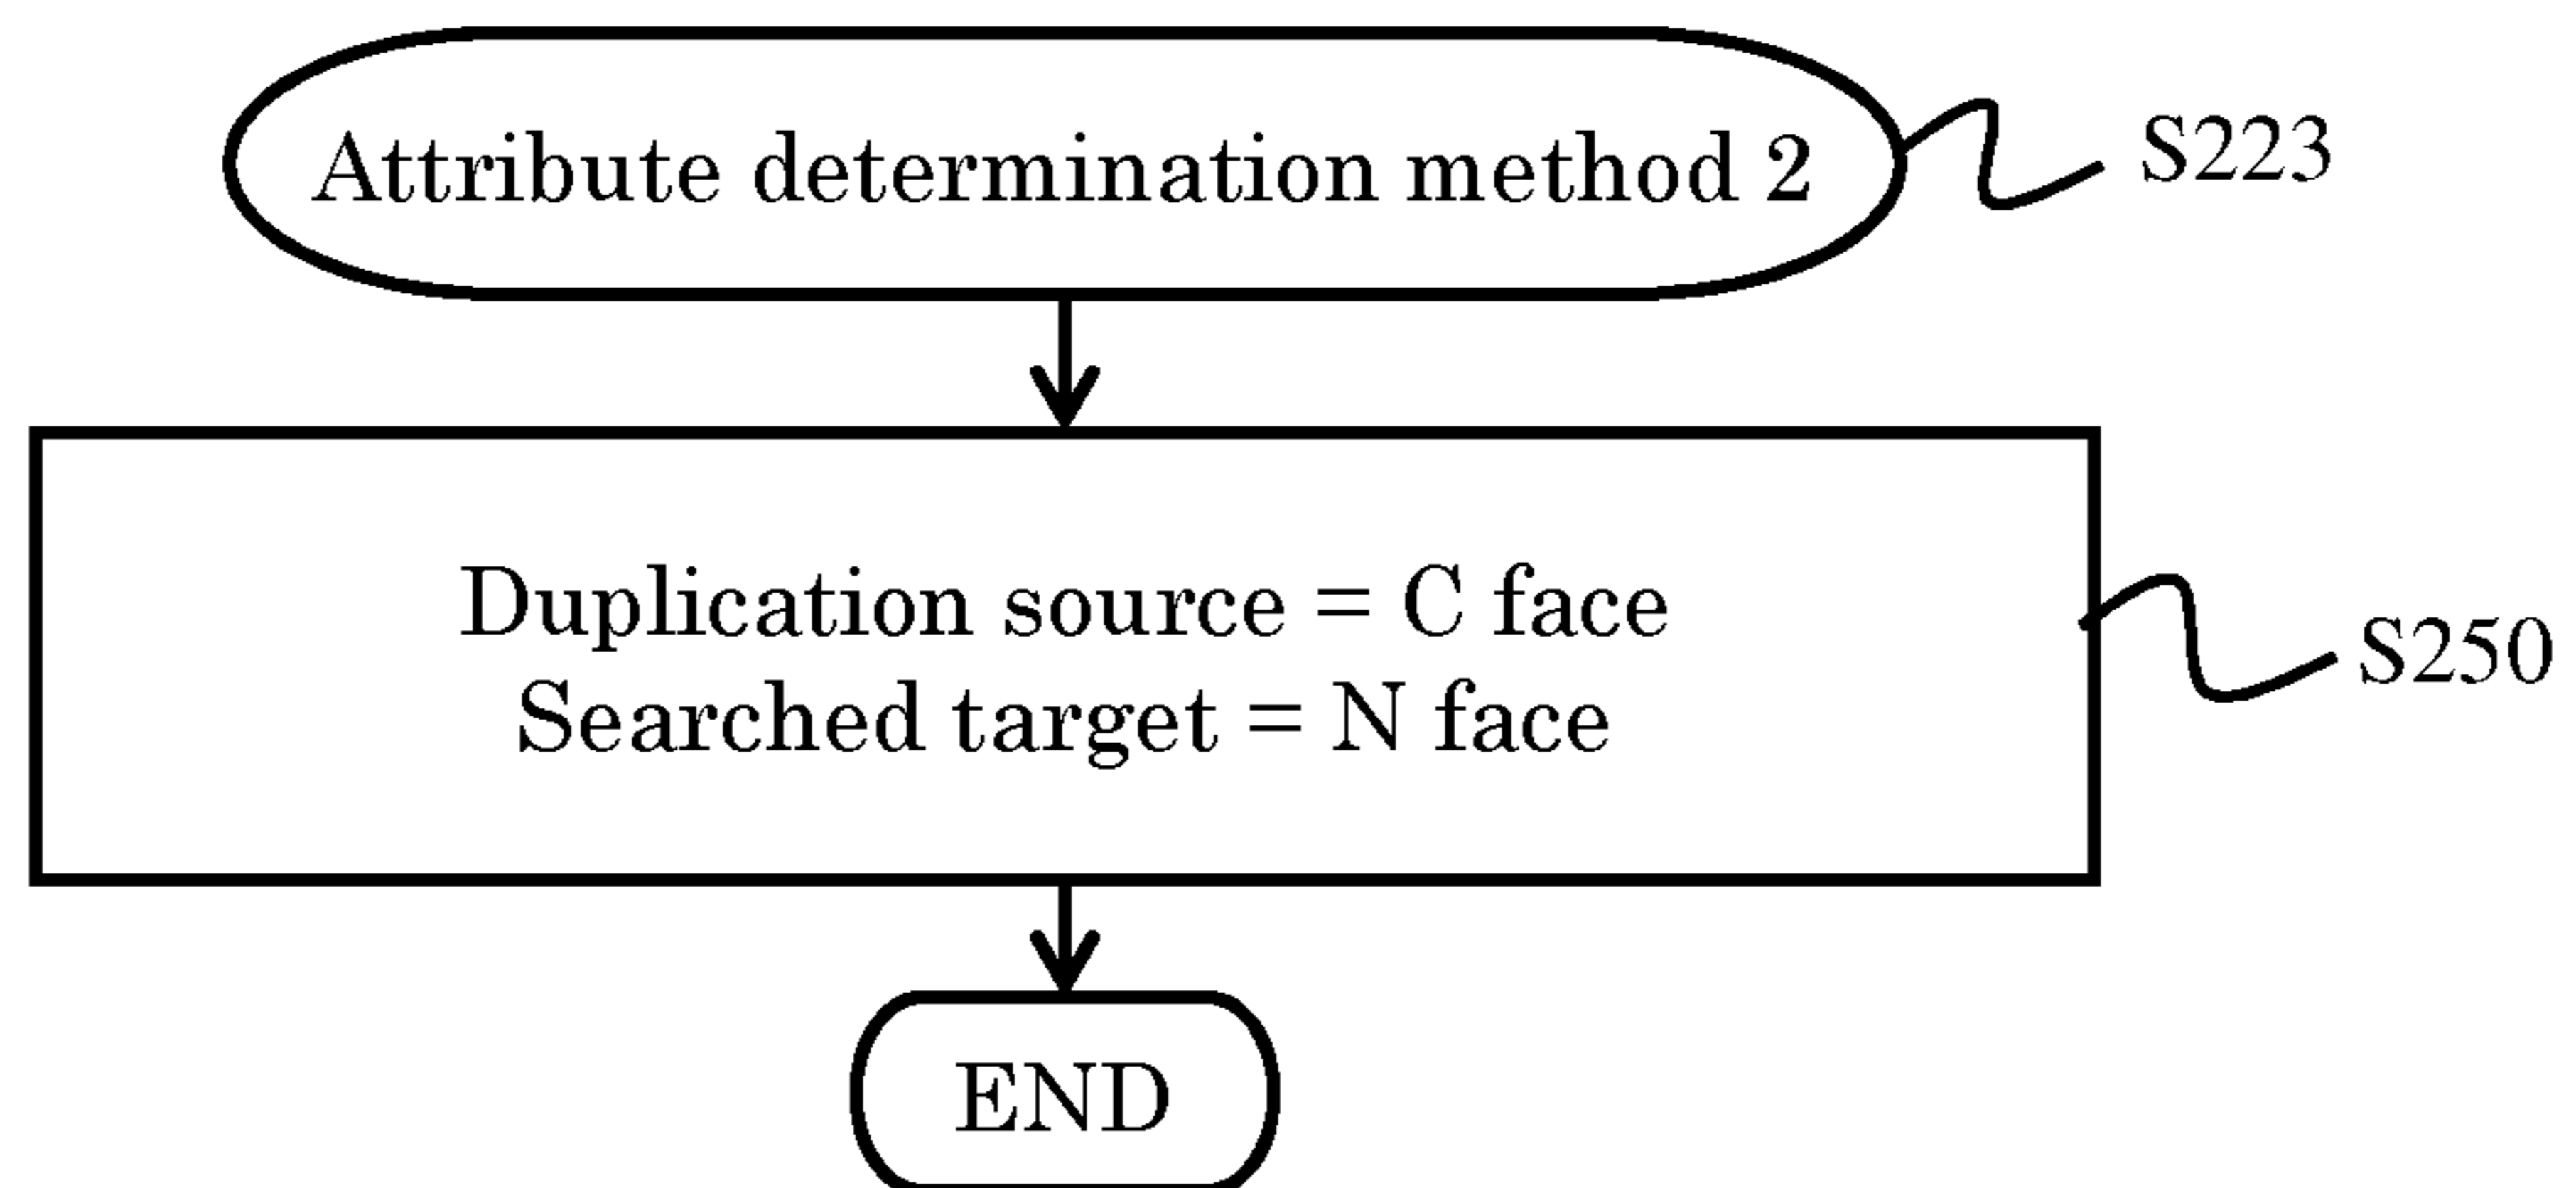 Attribute determination method 2
S223
Duplication source = C face
Searched target = N face
S250
END